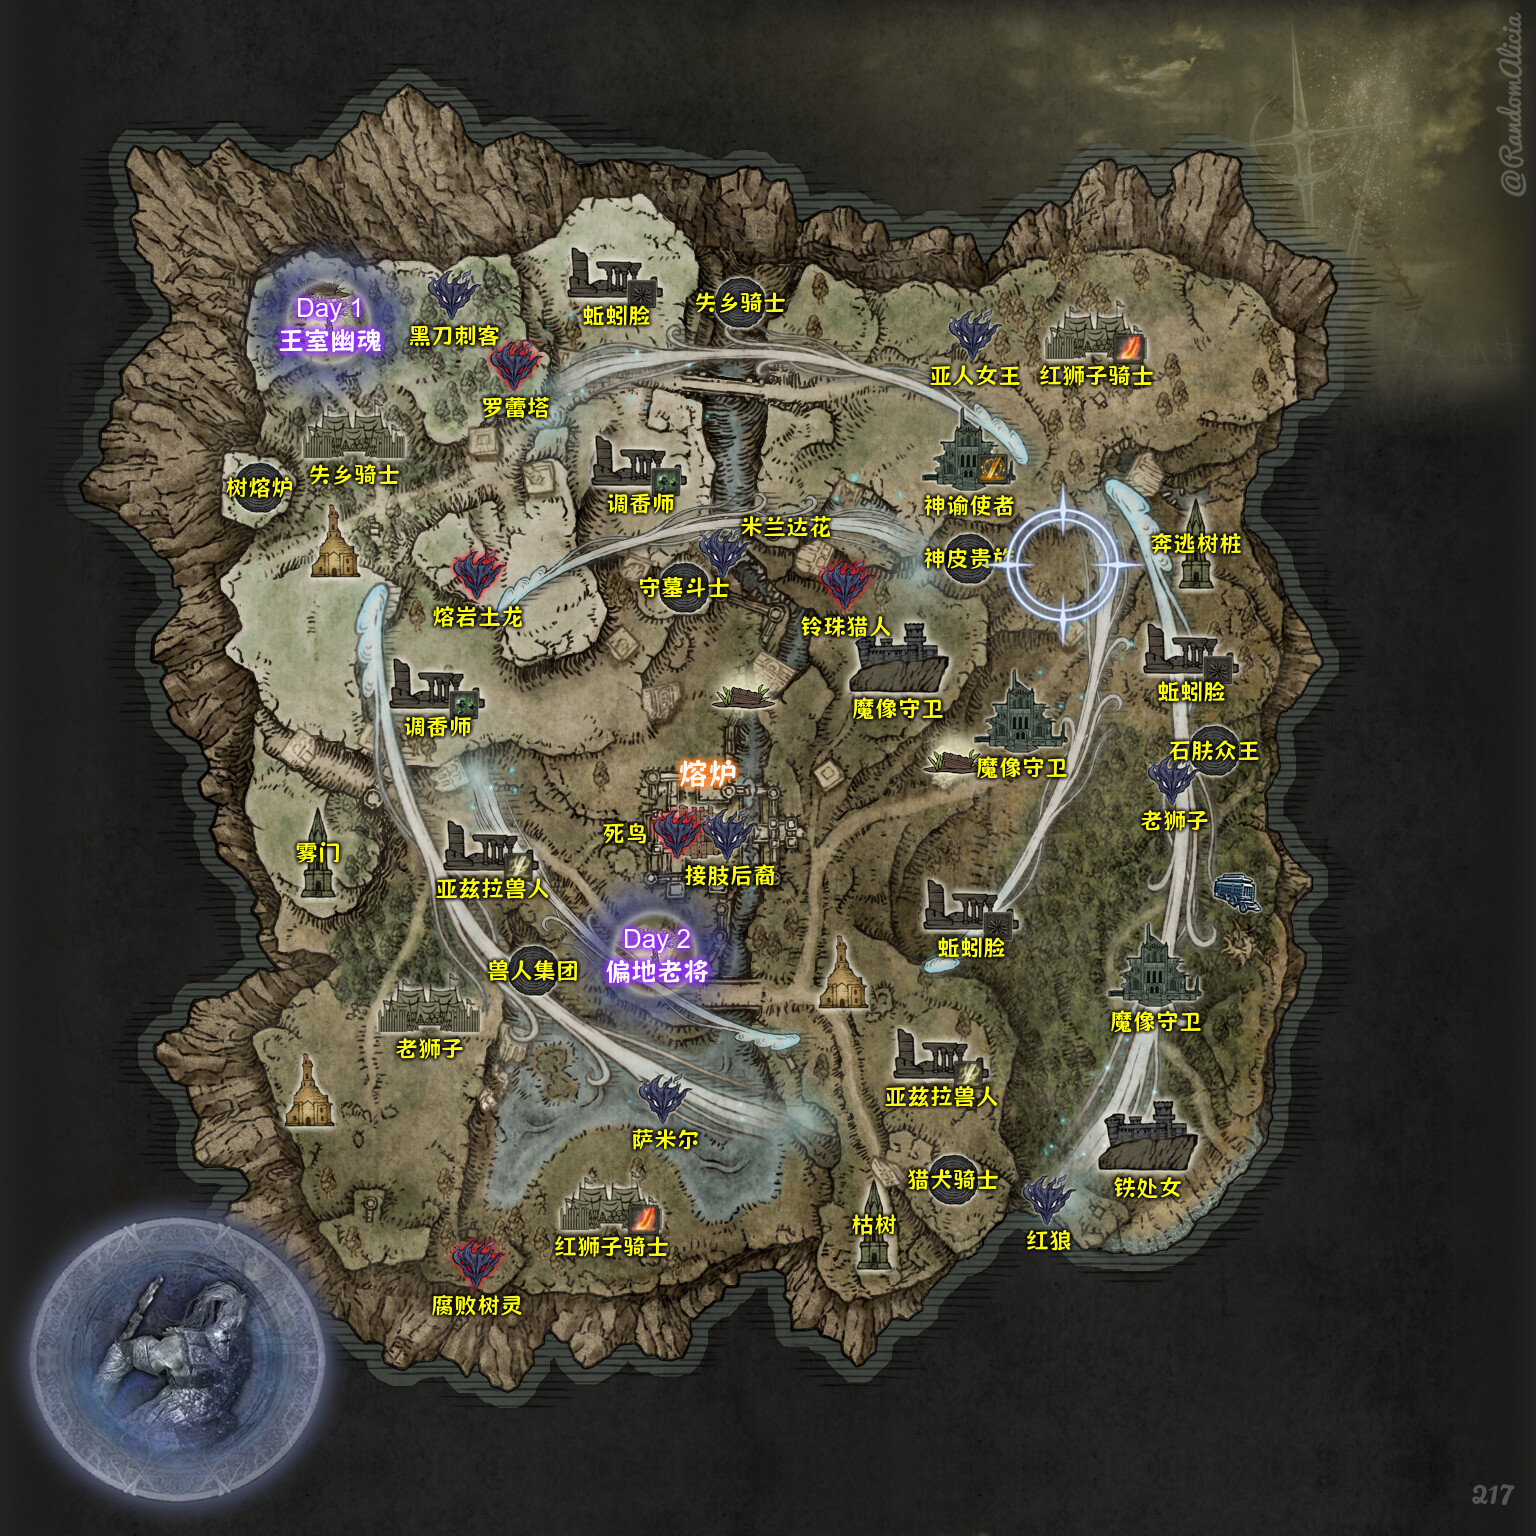 @RandomAlicia
Day 1
王室幽魂
黑刀刺客
蚯蚓脸
失乡骑士
罗蕾塔
亚人女王
红狮子骑士
树熔炉
失乡骑士
调香师
神谕使者
米兰达花
神皮贵族
奔逃树桩
守墓斗士
熔岩土龙
铃珠猎人
魔像守卫
蚯蚓脸
调香师
石肤众王
魔像守卫
熔炉
老狮子
死鸟
接肢后裔
雾门
亚兹拉兽人
Day 2
偏地老将
兽人集团
蚯蚓脸
魔像守卫
老狮子
亚兹拉兽人
萨米尔
猫犬骑士
铁处女
枯树
红狼
红狮子骑士
腐败树灵
217